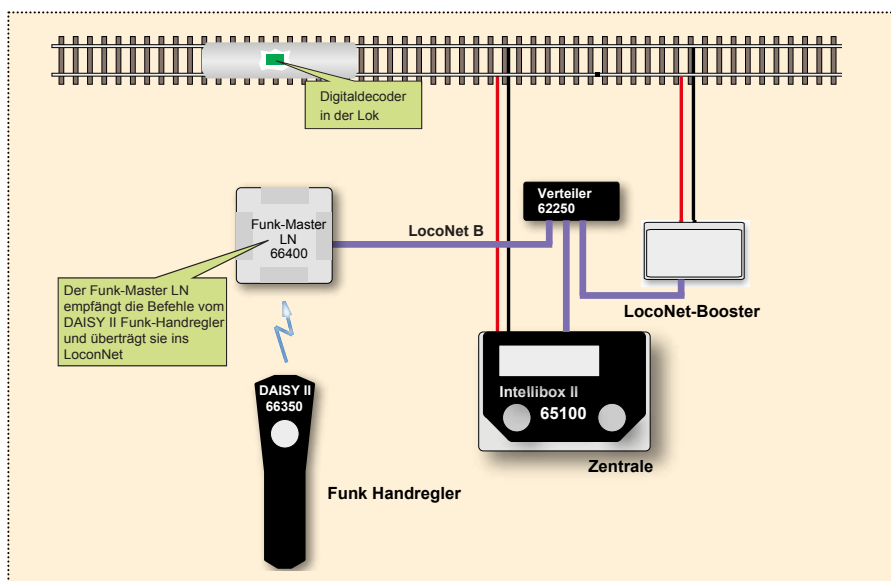 Digitaldecoder
in der Lok
Verteiler
62250
Funk-Master
LN
66400
LocoNet B
Der Funk-Master LN
empfängt die Befehle vom
DAISY II Funk-Handregler
und überträgt sie ins
LoconNet
LocoNet-Booster
DAISY II
66350
Intellibox II
65100
Zentrale
Funk Handregler